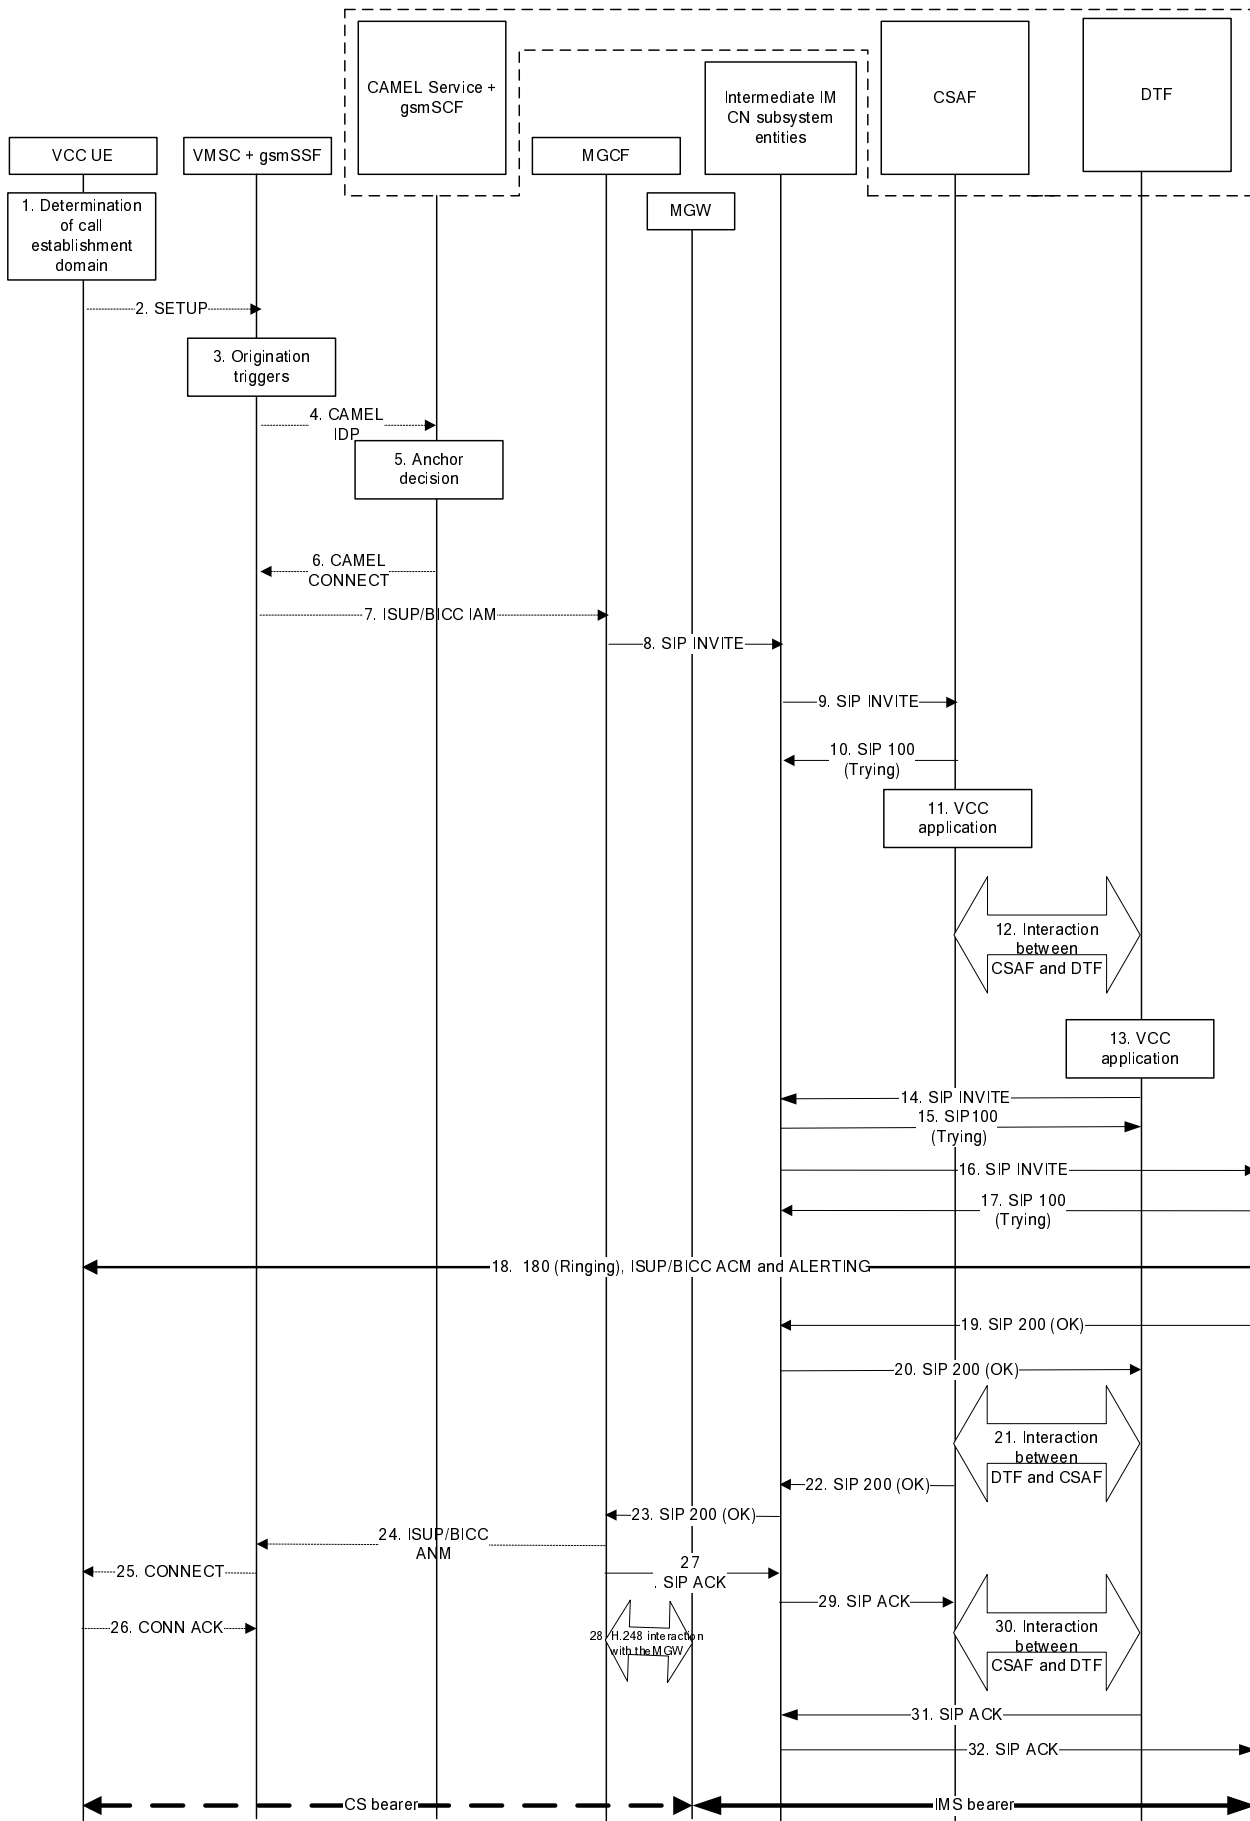 CAMEL Service +
gsmSCF
Intermediate IM
CN subsystem
entities
CSAF
DTF
VCC UE
VMSC + gsmSSF
MGCF
MGW
1. Determination
of call
establishment
domain
2. SETUP
3. Origination
triggers
4. CAMEL
IDP
5. Anchor
decision
6. CAMEL
CONNECT
7. ISUP/BICC IAM
8. SIP INVITE
9. SIP INVITE
10. SIP 100
(Trying)
11. VCC
application
12. Interaction
between
CSAF and DTF
13. VCC
application
14. SIP INVITE
15. SIP100
(Trying)
16. SIP INVITE
17. SIP 100
(Trying)
18. 180 (Ringing), ISUP/BICC ACM and ALERTING
19. SIP 200 (OK)
20. SIP 200 (OK)
21. Interaction
between
DTF and CSAF
22. SIP 200 (OK)
23. SIP 200 (OK)
24. ISUP/BICC
ANM
25. CONNECT
27
. SIP ACK
29. SIP ACK
26. CONN ACK
28 H.248 interaction
with the MGW
30. Interaction
between
CSAF and DTF
31. SIP ACK
32. SIP ACK
CS bearer
IMS bearer